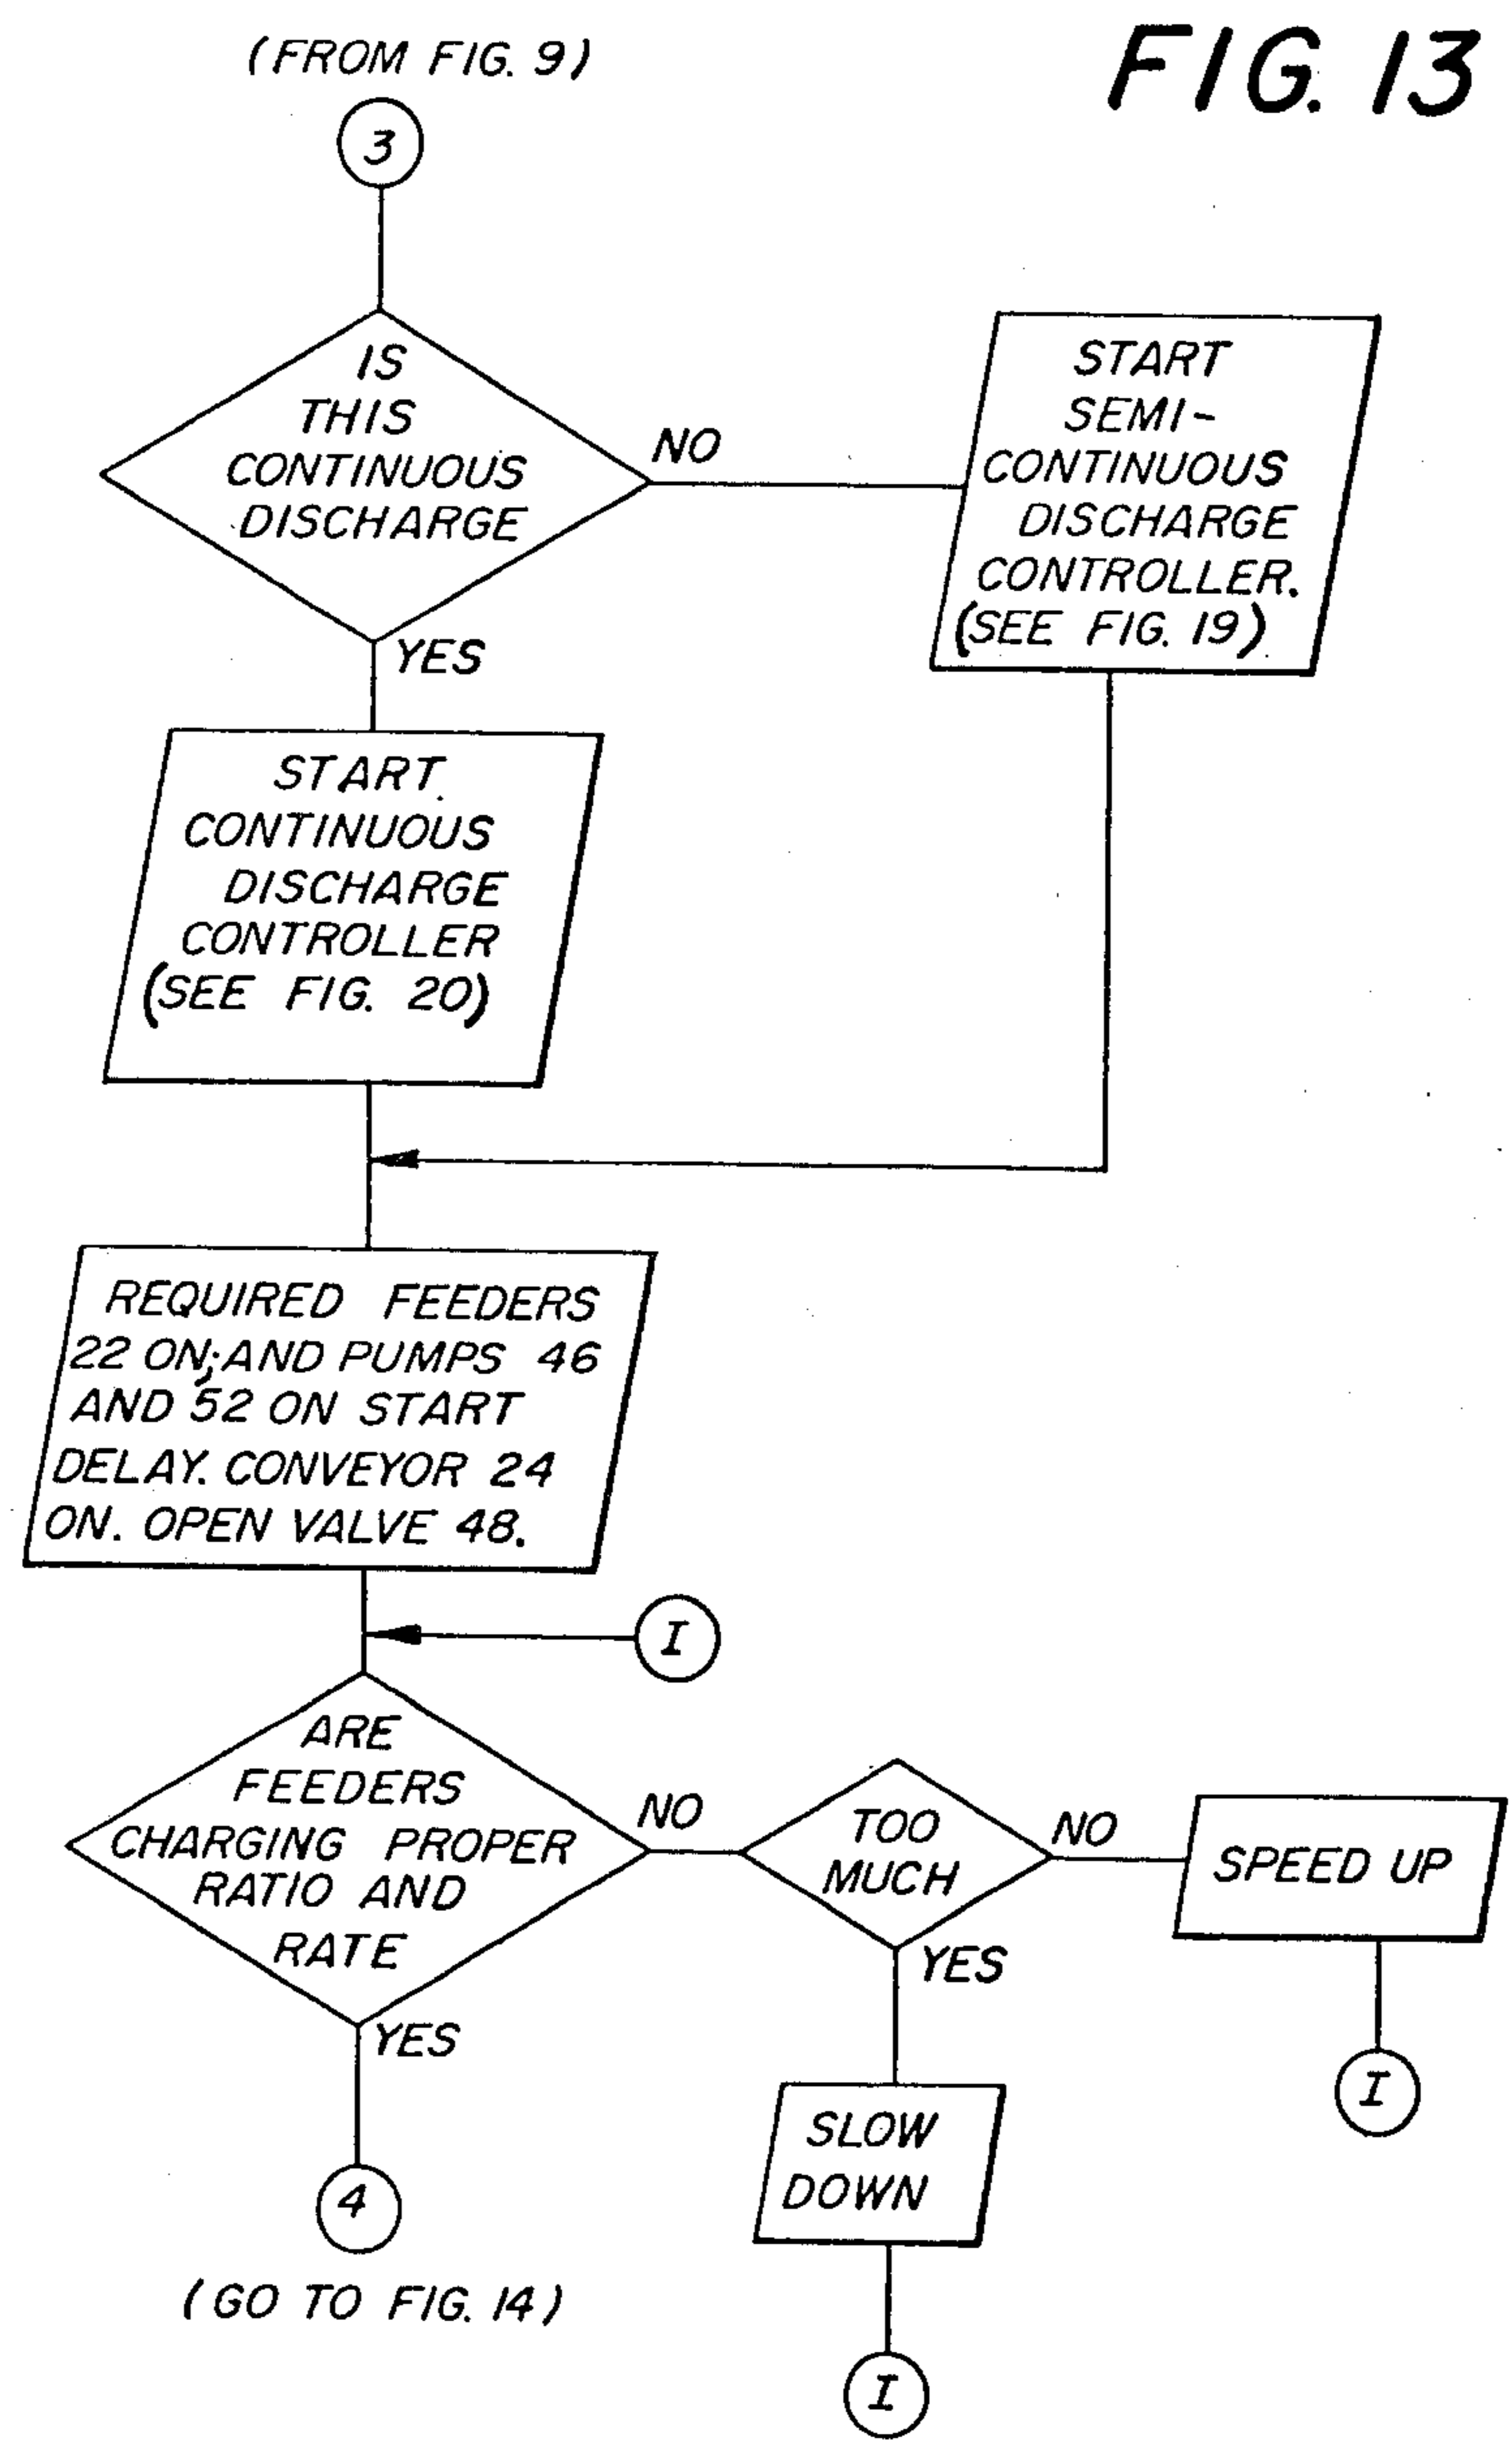 FIG. 13
(FROM FIG. 9)
3
IS
THIS
CONTINUOUS
DISCHARGE
NO
YES
START
SEMI-
CONTINUOUS
DISCHARGE
CONTROLLER.
(SEE FIG. 19)
START
CONTINUOUS
DISCHARGE
CONTROLLER
(SEE FIG. 20)
REQUIRED FEEDERS
22 ON; AND PUMPS 46
AND 52 ON START
DELAY. CONVEYOR 24
ON. OPEN VALVE 48.
I
ARE
FEEDERS
CHARGING PROPER
RATIO AND
RATE
NO
YES
TOO
MUCH
NO
YES
SPEED UP
I
SLOW
DOWN
I
4
(GO TO FIG. 14)